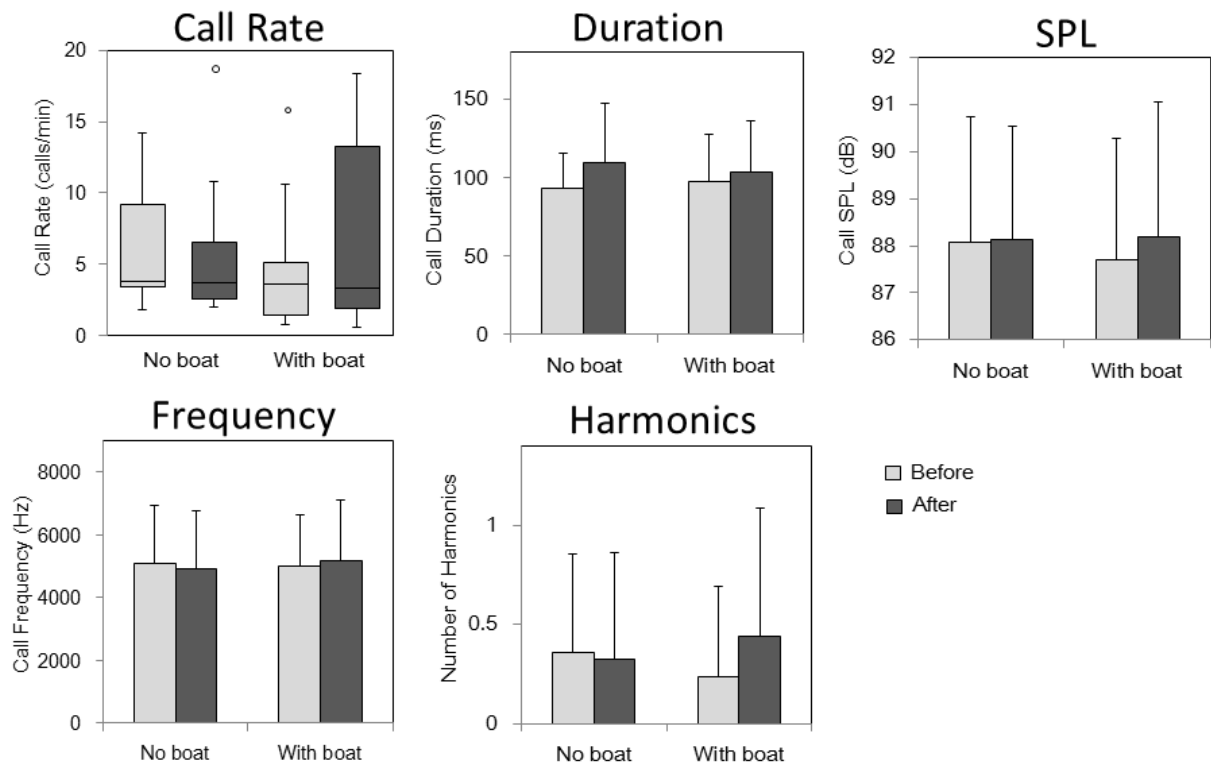 Call Rate
Call Rate (calls/min)
20
15
10
5
0
No boat
With boat
Duration
Call Duration (ms)
150
100
50
0
No boat
With boat
SPL
Call SPL (dB)
92
91
90
89
88
87
86
No boat
With boat
Frequency
Call Frequency (Hz)
8000
6000
4000
2000
0
No boat
With boat
Harmonics
Number of Harmonics
1
0.5
0
No boat
With boat
Before
After